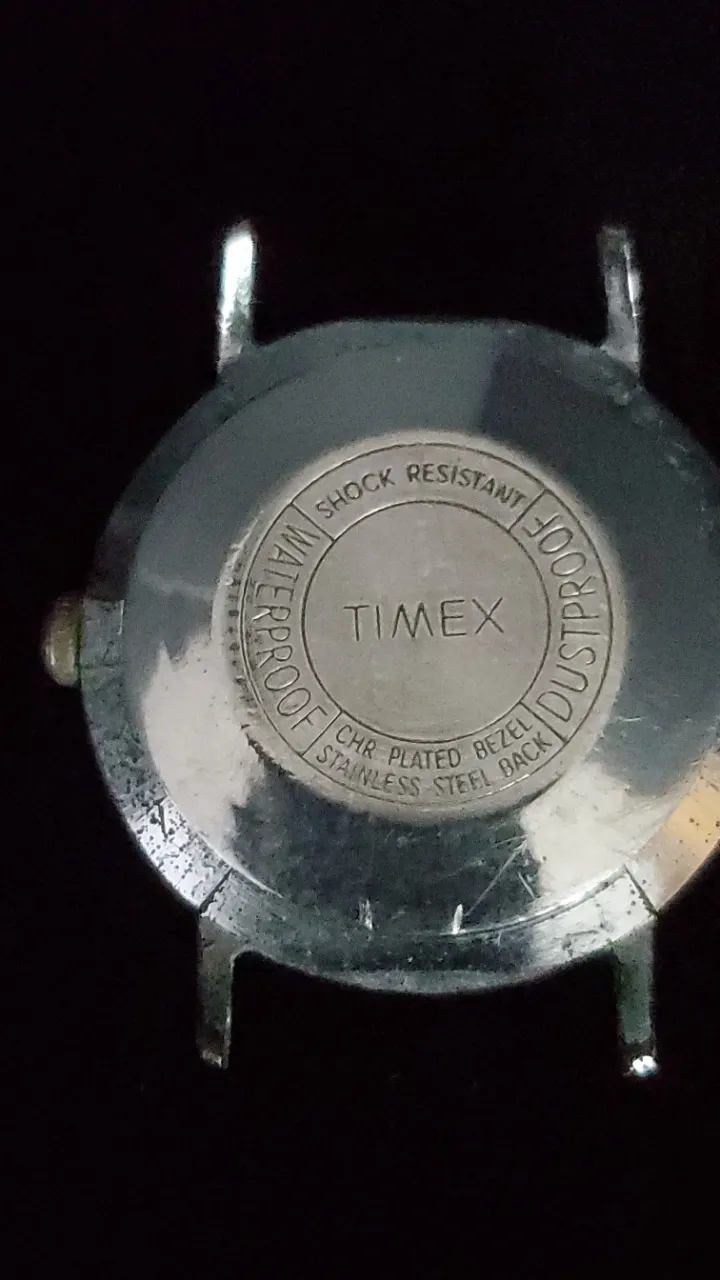 SHOCK RESISTANT
WATERPROOF
TIMEX
DUSTPROOF
CHR PLATED BEZEL
STAINLESS STEEL BACK